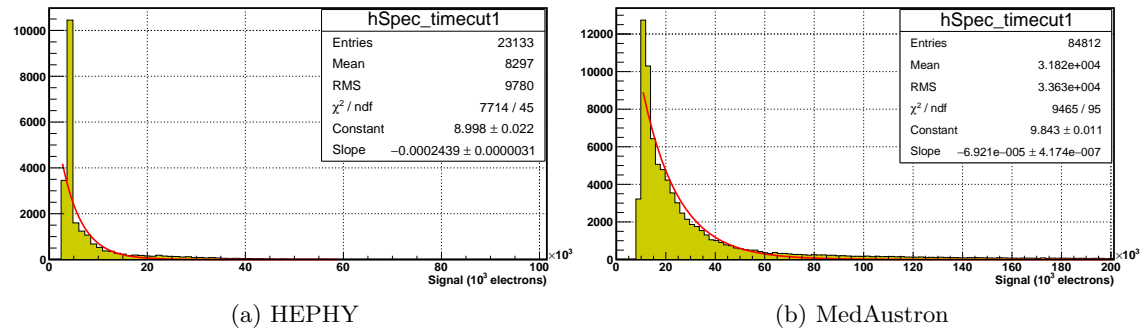 hSpec_timecut1
Entries 23133
Mean 8297
RMS 9780
χ² / ndf 7714 / 45
Constant 8.998 ± 0.022
Slope −0.0002439 ± 0.0000031
10000
8000
6000
4000
2000
0
0 20 40 60 80 100 ×10³
Signal (10³ electrons)
(a) HEPHY
hSpec_timecut1
Entries 84812
Mean 3.182e+004
RMS 3.363e+004
χ² / ndf 9465 / 95
Constant 9.843 ± 0.011
Slope −6.921e−005 ± 4.174e−007
12000
10000
8000
6000
4000
2000
0
0 20 40 60 80 100 120 140 160 180 200 ×10³
Signal (10³ electrons)
(b) MedAustron